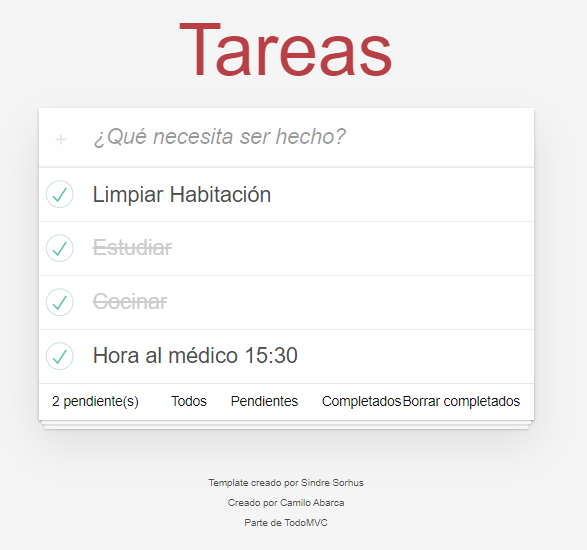 Tareas
+ ¿Qué necesita ser hecho?
Limpiar Habitación
Estudiar
Cocinar
Hora al médico 15:30
2 pendiente(s) Todos Pendientes Completados Borrar completados
Template creado por Sindre Sorhus
Creado por Camilo Abarca
Parte de TodoMVC